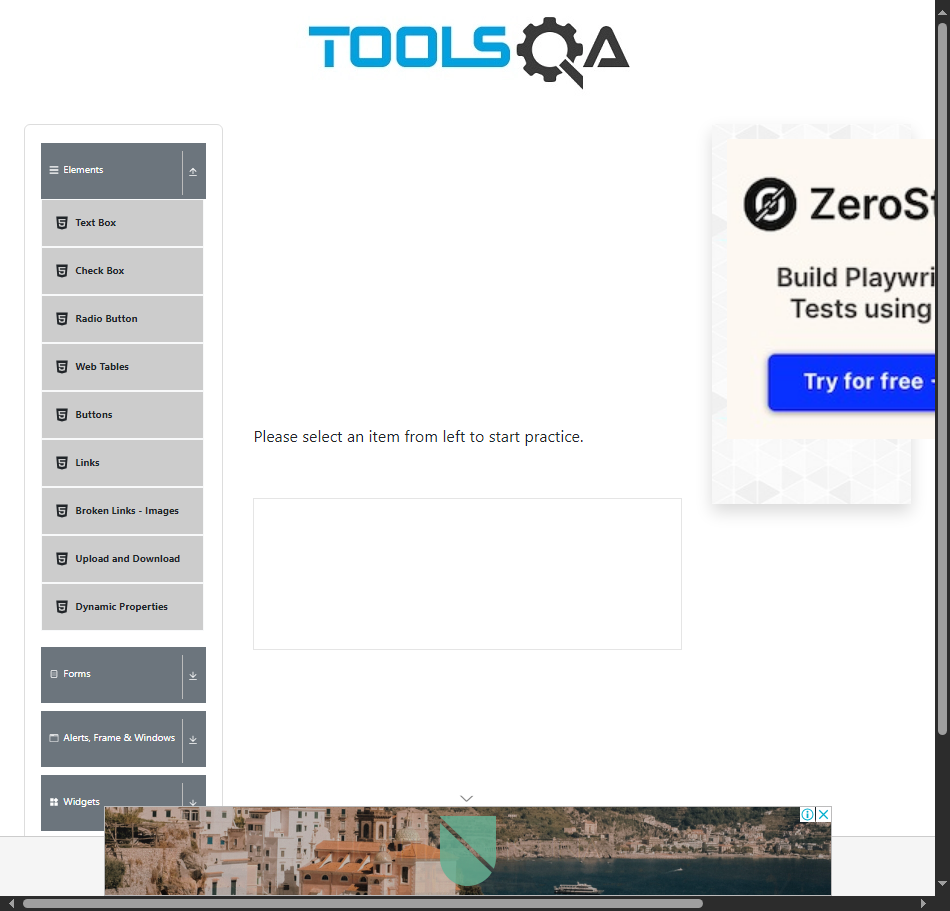 TOOLSQA
Elements
Text Box
Check Box
Radio Button
Web Tables
Buttons
Links
Broken Links - Images
Upload and Download
Dynamic Properties
Forms
Alerts, Frame & Windows
Widgets
Please select an item from left to start practice.
ZeroSt
Build Playwri
Tests using
Try for free